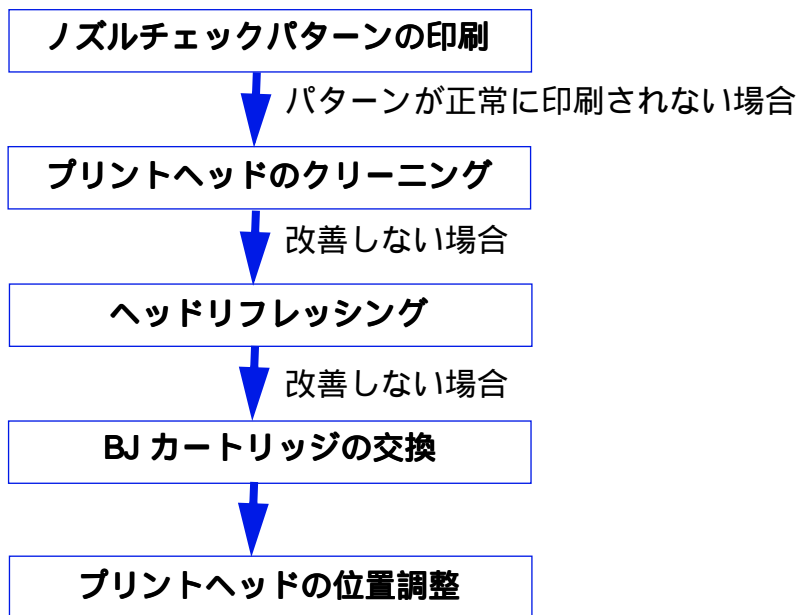 ノズルチェックパターンの印刷
パターンが正常に印刷されない場合
プリントヘッドのクリーニング
改善しない場合
ヘッドリフレッシング
改善しない場合
BJ カートリッジの交換
プリントヘッドの位置調整